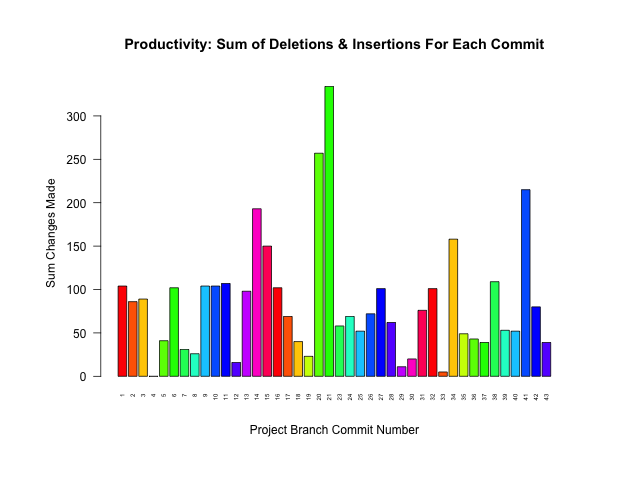 Productivity: Sum of Deletions & Insertions For Each Commit
300
250
200
150
100
50
0
Sum Changes Made
1 2 3 4 5 6 7 8 9 10 11 12 13 14 15 16 17 18 19 20 21 23 24 25 26 27 28 29 30 31 32 33 34 35 36 37 38 39 40 41 42 43
Project Branch Commit Number